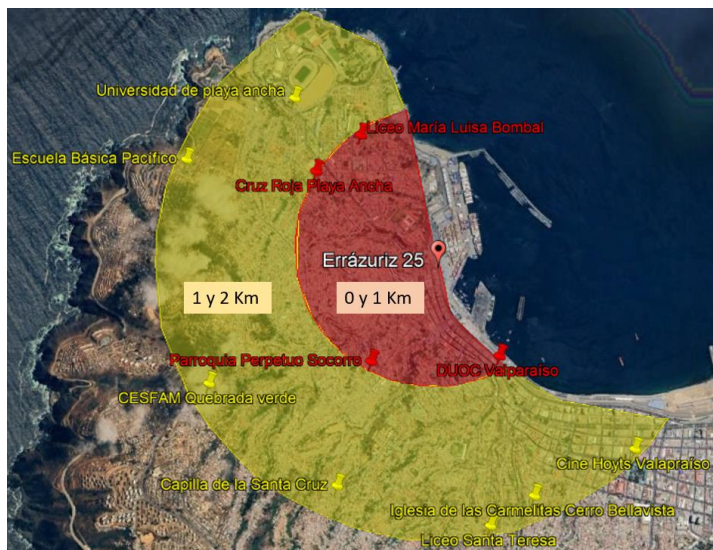 Universidad de playa ancha
Liceo María Luisa Bombal
Escuela Básica Pacífico
Cruz Roja Playa Ancha
Errázuriz 25
1 y 2 Km
0 y 1 Km
Parroquia Perpetuo Socorro
DUOC Valparaíso
CESFAM Quebrada verde
Cine Hoyts Valapraíso
Capilla de la Santa Cruz
Iglesia de las Carmelitas Cerro Bellavista
Liceo Santa Teresa